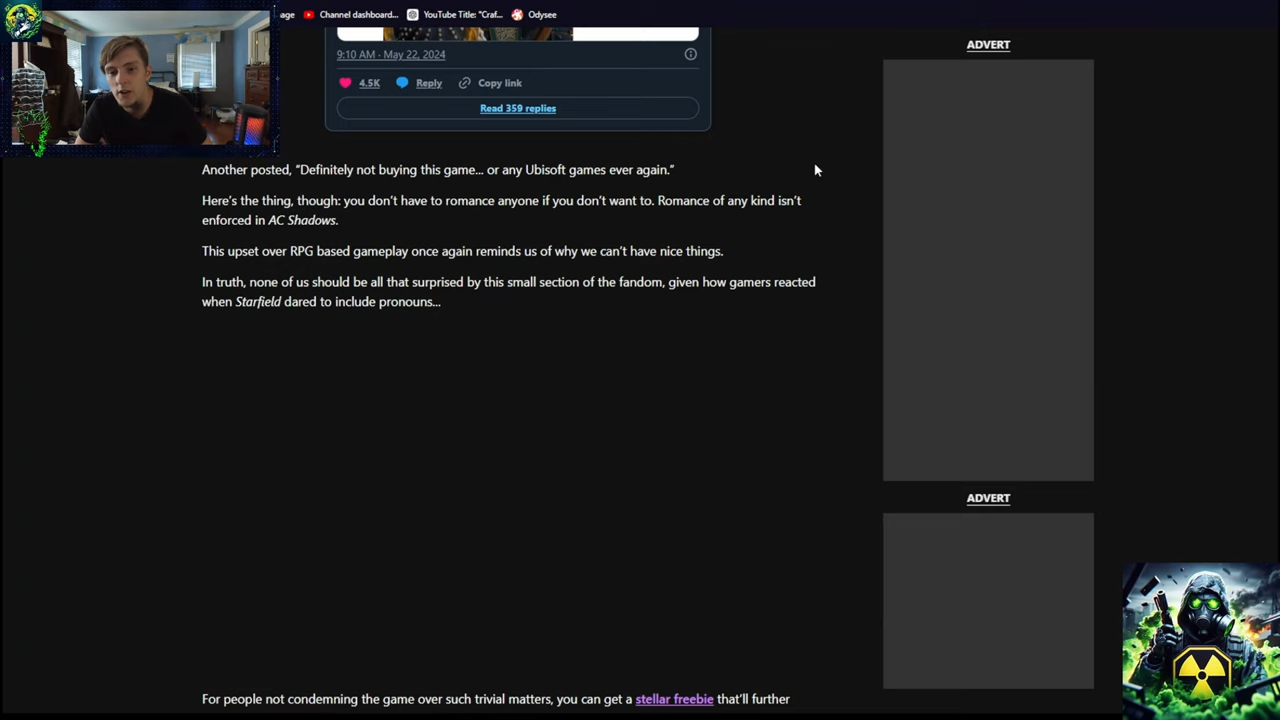 nage Channel dashboard... YouTube Title: "Craf... Odysee
ADVERT
9:10 AM · May 22, 2024
4.5K Reply Copy link
Read 359 replies
Another posted, "Definitely not buying this game... or any Ubisoft games ever again."
Here's the thing, though: you don't have to romance anyone if you don't want to. Romance of any kind isn't
enforced in AC Shadows.
This upset over RPG based gameplay once again reminds us of why we can't have nice things.
In truth, none of us should be all that surprised by this small section of the fandom, given how gamers reacted
when Starfield dared to include pronouns...
ADVERT
For people not condemning the game over such trivial matters, you can get a stellar freebie that'll further